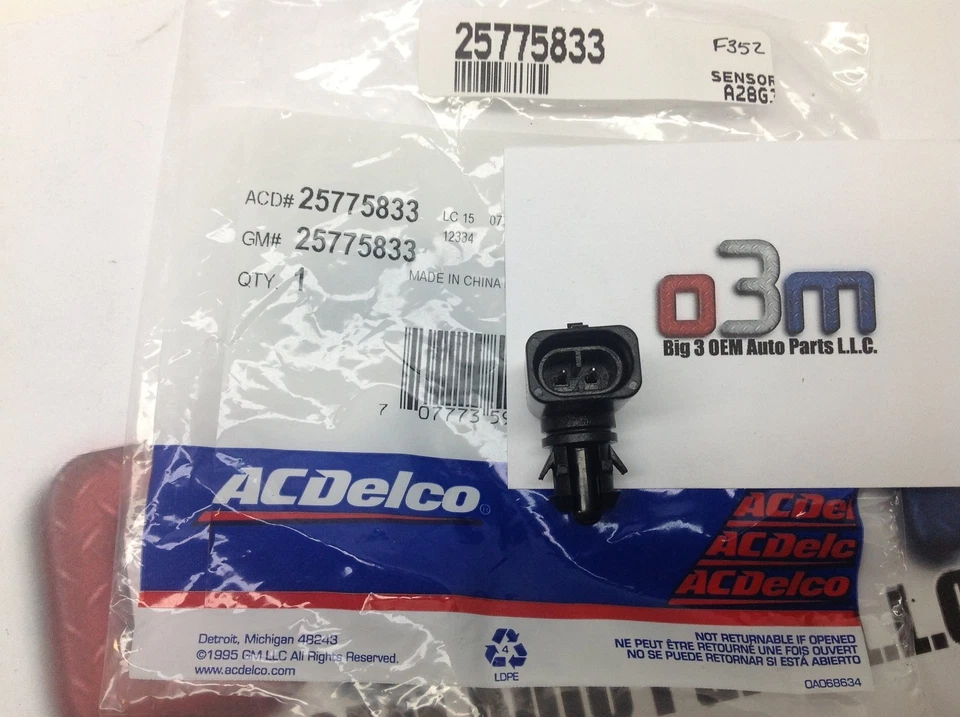 25775833
F352
SENSOR
A28G
ACD# 25775833
LC 15
GM# 25775833
12334
QTY. 1
MADE IN CHINA
o3m
Big 3 OEM Auto Parts L.L.C.
7 07773 59
ACDelco
ACDel
ACDelc
ACDelco
Detroit, Michigan 48243
©1995 GM LLC All Rights Reserved.
www.acdelco.com
4
LDPE
NOT RETURNABLE IF OPENED
NE PEUT ÊTRE RETOURNÉ UNE FOIS OUVERT
NO SE PUEDE RETORNAR SI ESTÁ ABIERTO
OA068634